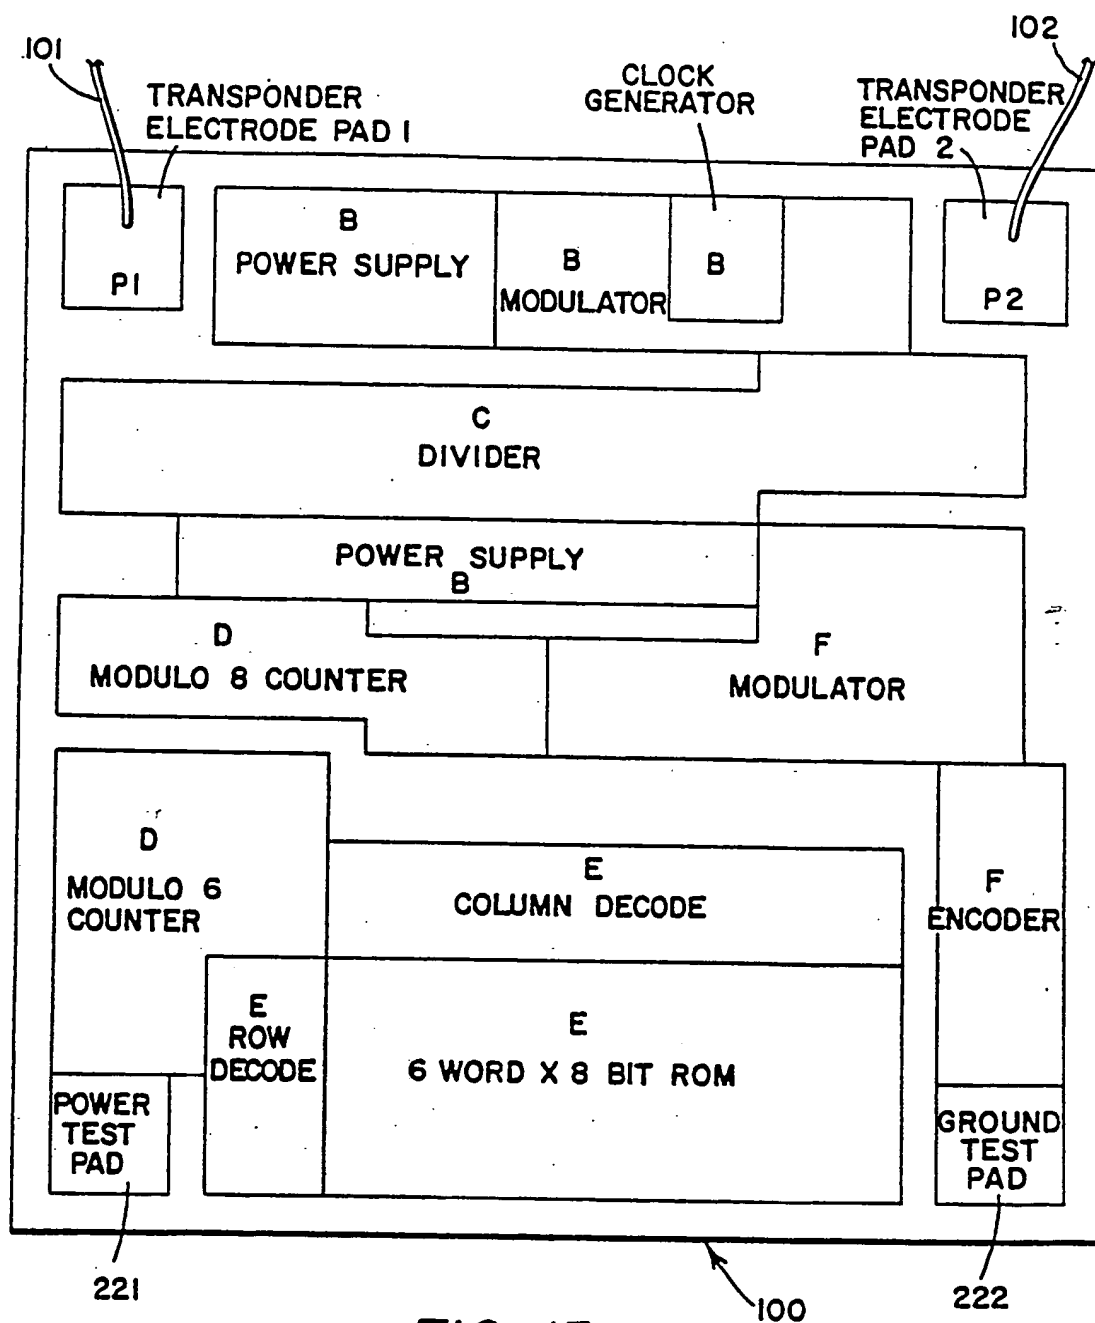 101
102
TRANSPONDER
ELECTRODE PAD 1
CLOCK
GENERATOR
TRANSPONDER
ELECTRODE
PAD 2
P1
B
POWER SUPPLY
B
MODULATOR
B
P2
C
DIVIDER
POWER SUPPLY
B
D
MODULO 8 COUNTER
F
MODULATOR
D
MODULO 6
COUNTER
E
COLUMN DECODE
F
ENCODER
E
ROW
DECODE
E
6 WORD X 8 BIT ROM
POWER
TEST
PAD
GROUND
TEST
PAD
221
100
222